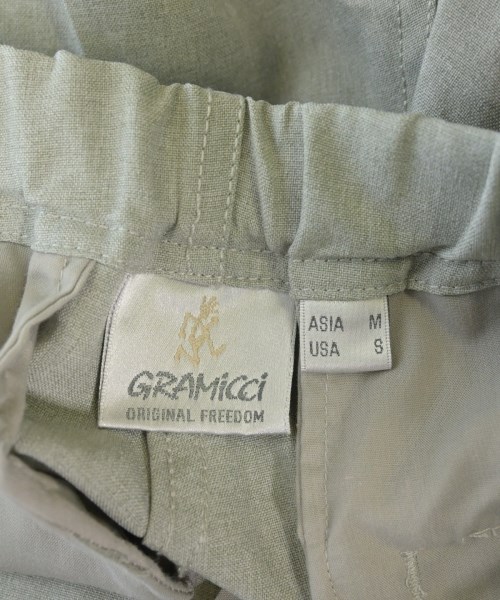 GRAMiCCi
ORIGINAL FREEDOM
ASIA M
USA S